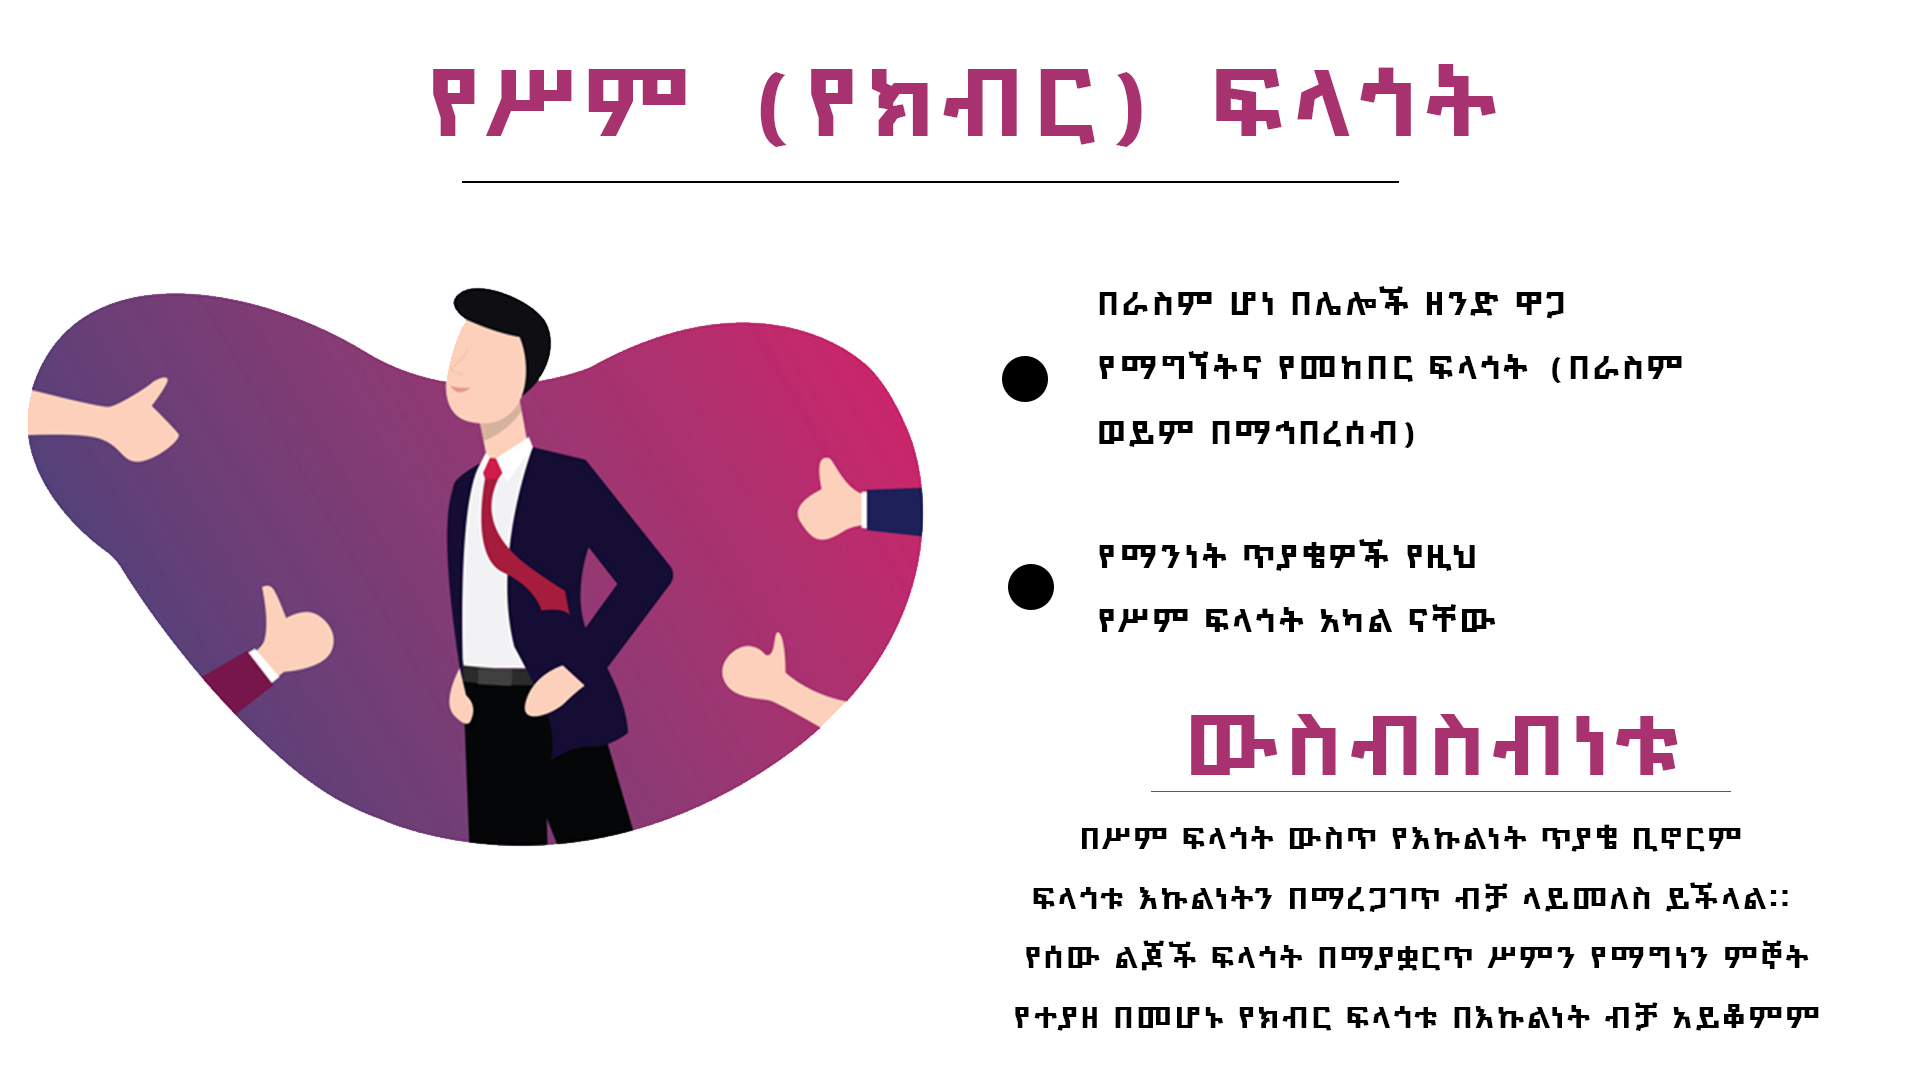 የሥም (የክብር) ፍላጎት
በራስም ሆነ በሌሎች ዘንድ ዋጋ
የማግኘትና የመከበር ፍላጎት (በራስም
ወይም በማኅበረሰብ)
የማንነት ጥያቄዎች የዚህ
የሥም ፍላጎት አካል ናቸው
ውስብስብነቱ
በሥም ፍላጎት ውስጥ የእኩልነት ጥያቄ ቢኖርም
ፍላጎቱ እኩልነትን በማረጋገጥ ብቻ ላይመለስ ይችላል፡፡
የሰው ልጆች ፍላጎት በማያቋርጥ ሥምን የማግነን ምኞት
የተያዘ በመሆኑ የክብር ፍላጎቱ በእኩልነት ብቻ አይቆምም